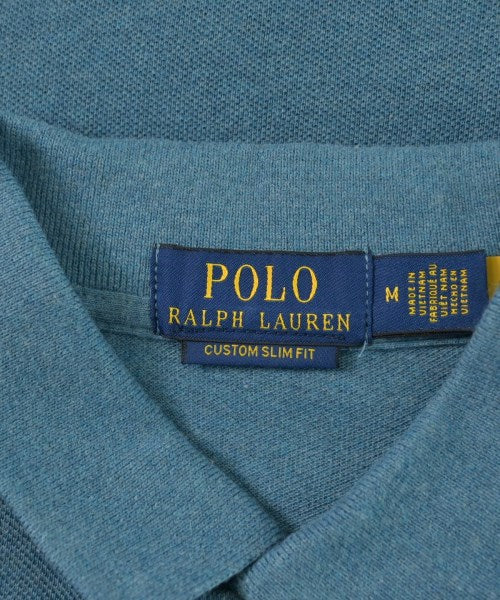 POLO
RALPH LAUREN
CUSTOM SLIM FIT
M
MADE IN
VIETNAM
FABRIQUÉ AU
VIÊT NAM
HECHO EN
VIETNAM